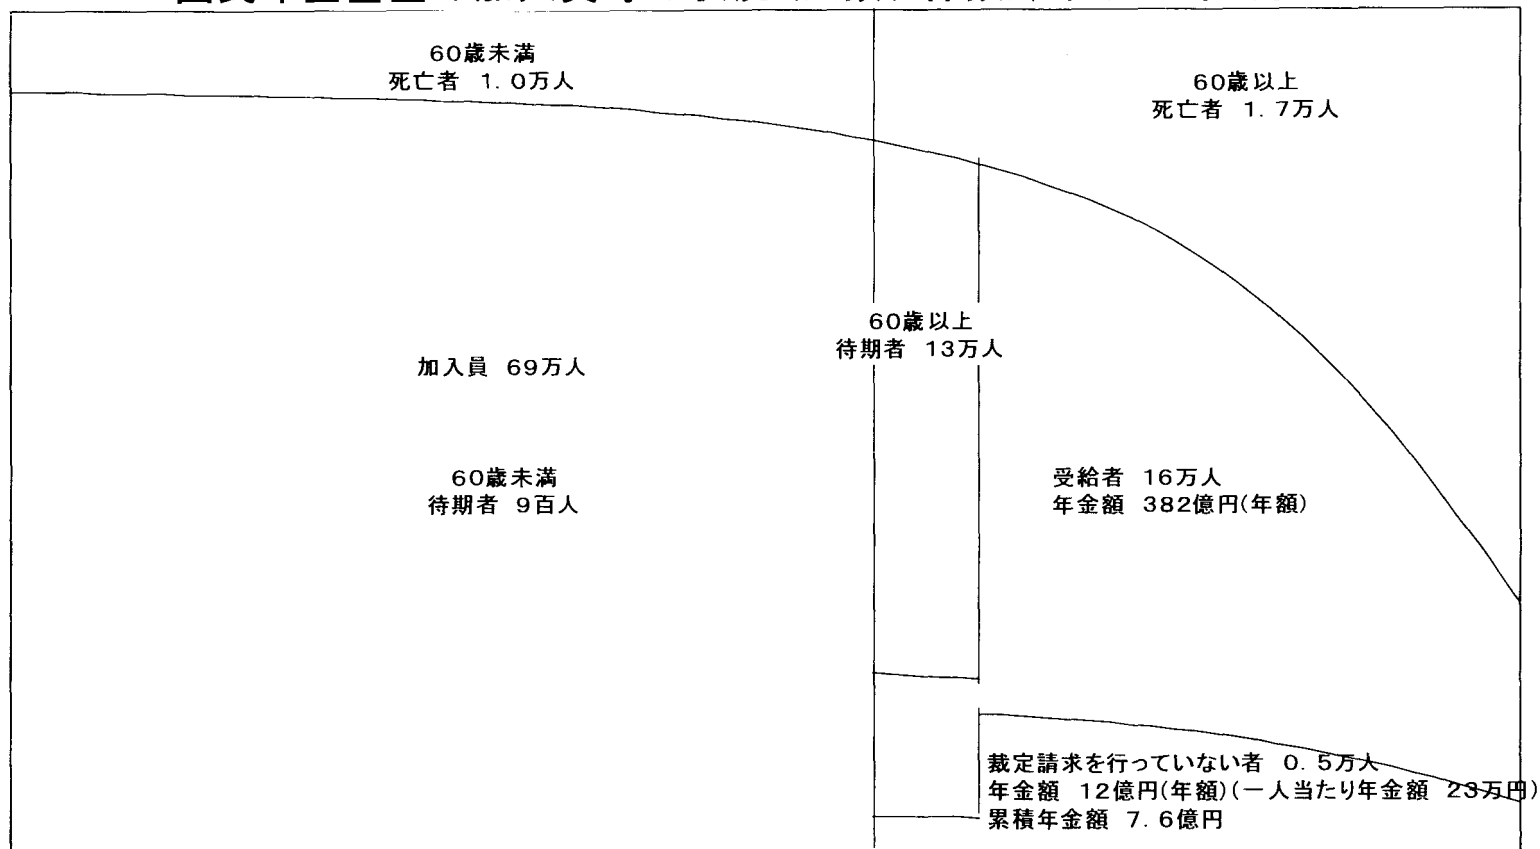 60歳未満
死亡者 1.0万人
60歳以上
死亡者 1.7万人
60歳以上
待期者 13万人
加入員 69万人
60歳未満
待期者 9百人
受給者 16万人
年金額 382億円(年額)
裁定請求を行っていない者 0.5万人
年金額 12億円(年額)(一人当たり年金額 23万円)
累積年金額 7.6億円